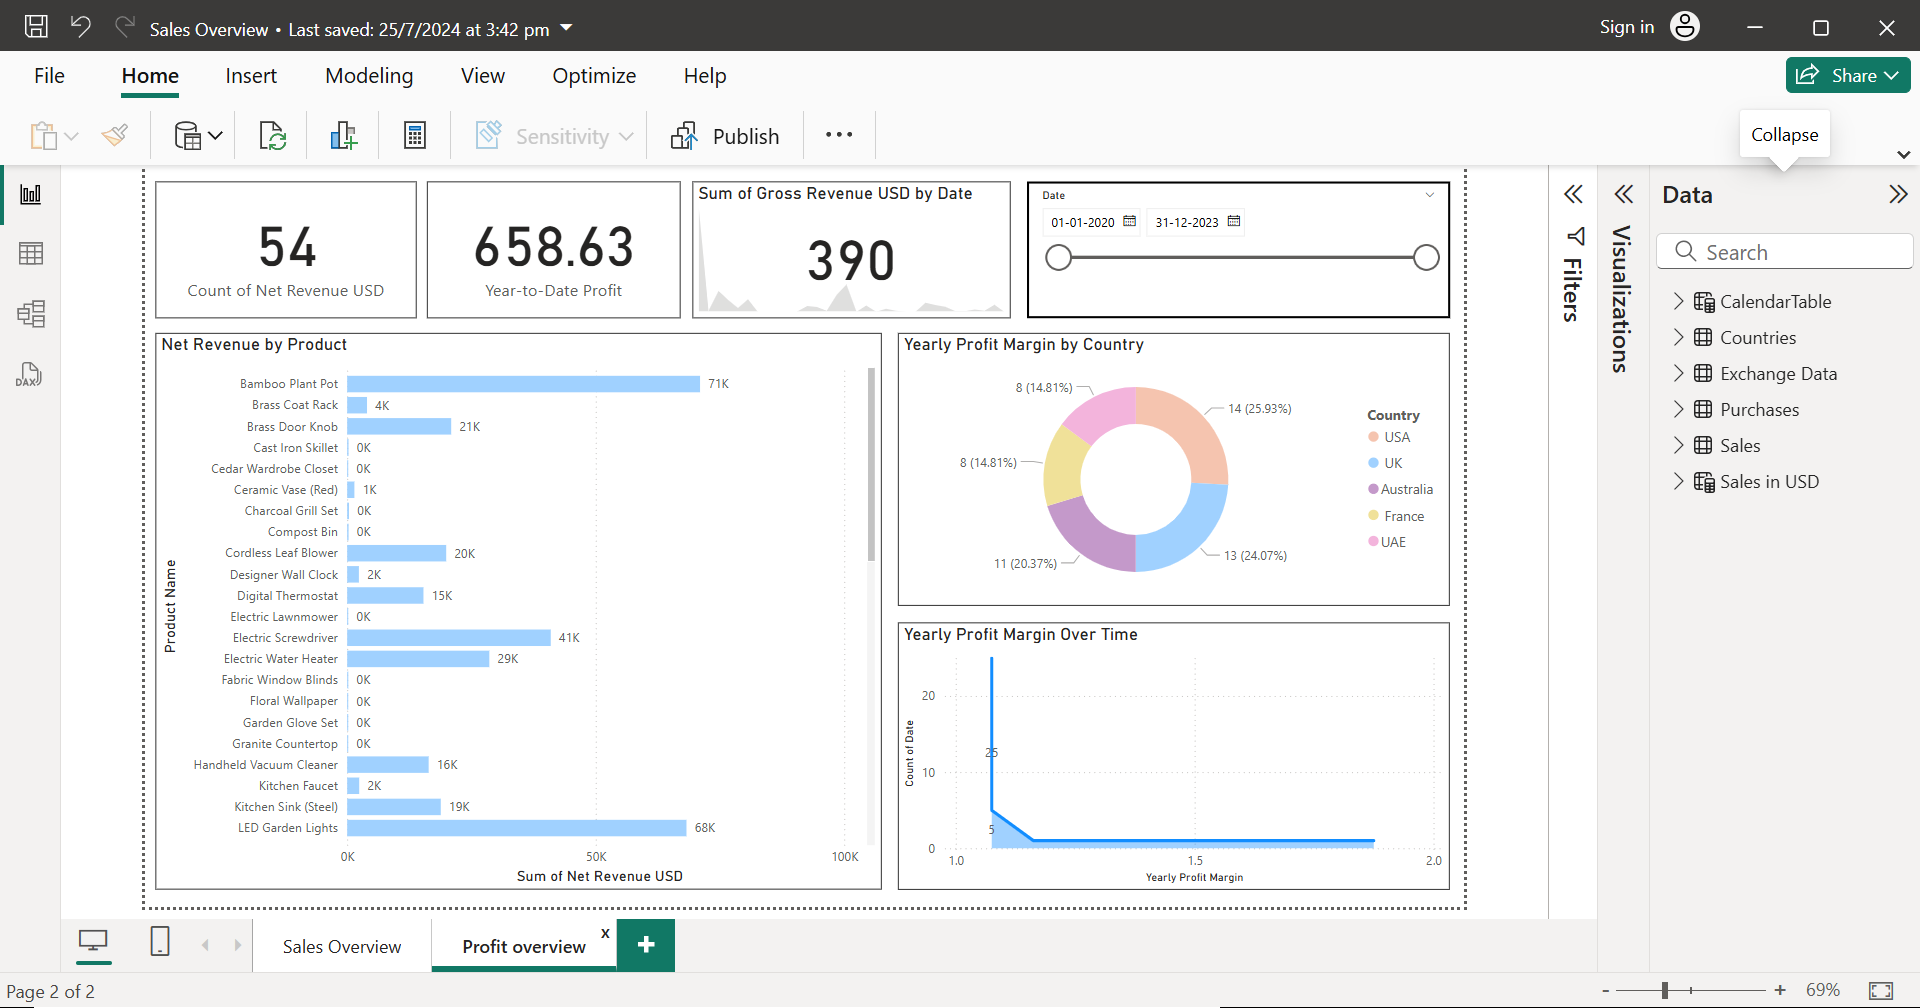 Sales Overview • Last saved: 25/7/2024 at 3:42 pm
Sign in
File Home Insert Modeling View Optimize Help
Share
Sensitivity Publish ...
Collapse
54
Count of Net Revenue USD
658.63
Year-to-Date Profit
Sum of Gross Revenue USD by Date
390
Date
01-01-2020 31-12-2023
Net Revenue by Product
Product Name
Bamboo Plant Pot 71K
Brass Coat Rack 4K
Brass Door Knob 21K
Cast Iron Skillet 0K
Cedar Wardrobe Closet 0K
Ceramic Vase (Red) 1K
Charcoal Grill Set 0K
Compost Bin 0K
Cordless Leaf Blower 20K
Designer Wall Clock 2K
Digital Thermostat 15K
Electric Lawnmower 0K
Electric Screwdriver 41K
Electric Water Heater 29K
Fabric Window Blinds 0K
Floral Wallpaper 0K
Garden Glove Set 0K
Granite Countertop 0K
Handheld Vacuum Cleaner 16K
Kitchen Faucet 2K
Kitchen Sink (Steel) 19K
LED Garden Lights 68K
0K 50K 100K
Sum of Net Revenue USD
Yearly Profit Margin by Country
8 (14.81%)
14 (25.93%)
8 (14.81%)
11 (20.37%)
13 (24.07%)
Country
USA
UK
Australia
France
UAE
Yearly Profit Margin Over Time
Count of Date
20
25
10
5
0
1.0 1.5 2.0
Yearly Profit Margin
Filters
Visualizations
Data
Search
CalendarTable
Countries
Exchange Data
Purchases
Sales
Sales in USD
DAX
Sales Overview
Profit overview x
+
Page 2 of 2
- + 69%